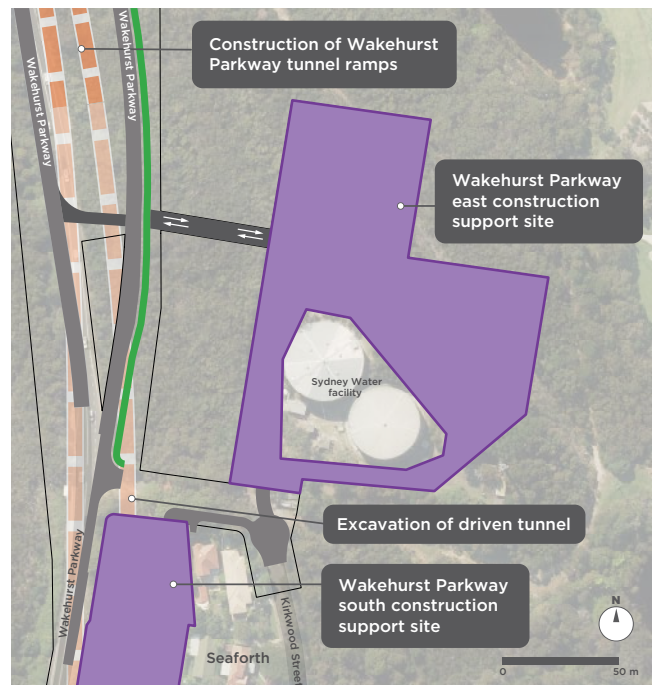 Construction of Wakehurst
Parkway tunnel ramps
Wakehurst Parkway
Wakehurst Parkway
Wakehurst Parkway
east construction
support site
Sydney Water
facility
Excavation of driven tunnel
Wakehurst Parkway
Wakehurst Parkway
south construction
support site
Kirkwood Street
Seaforth
N
0
50 m